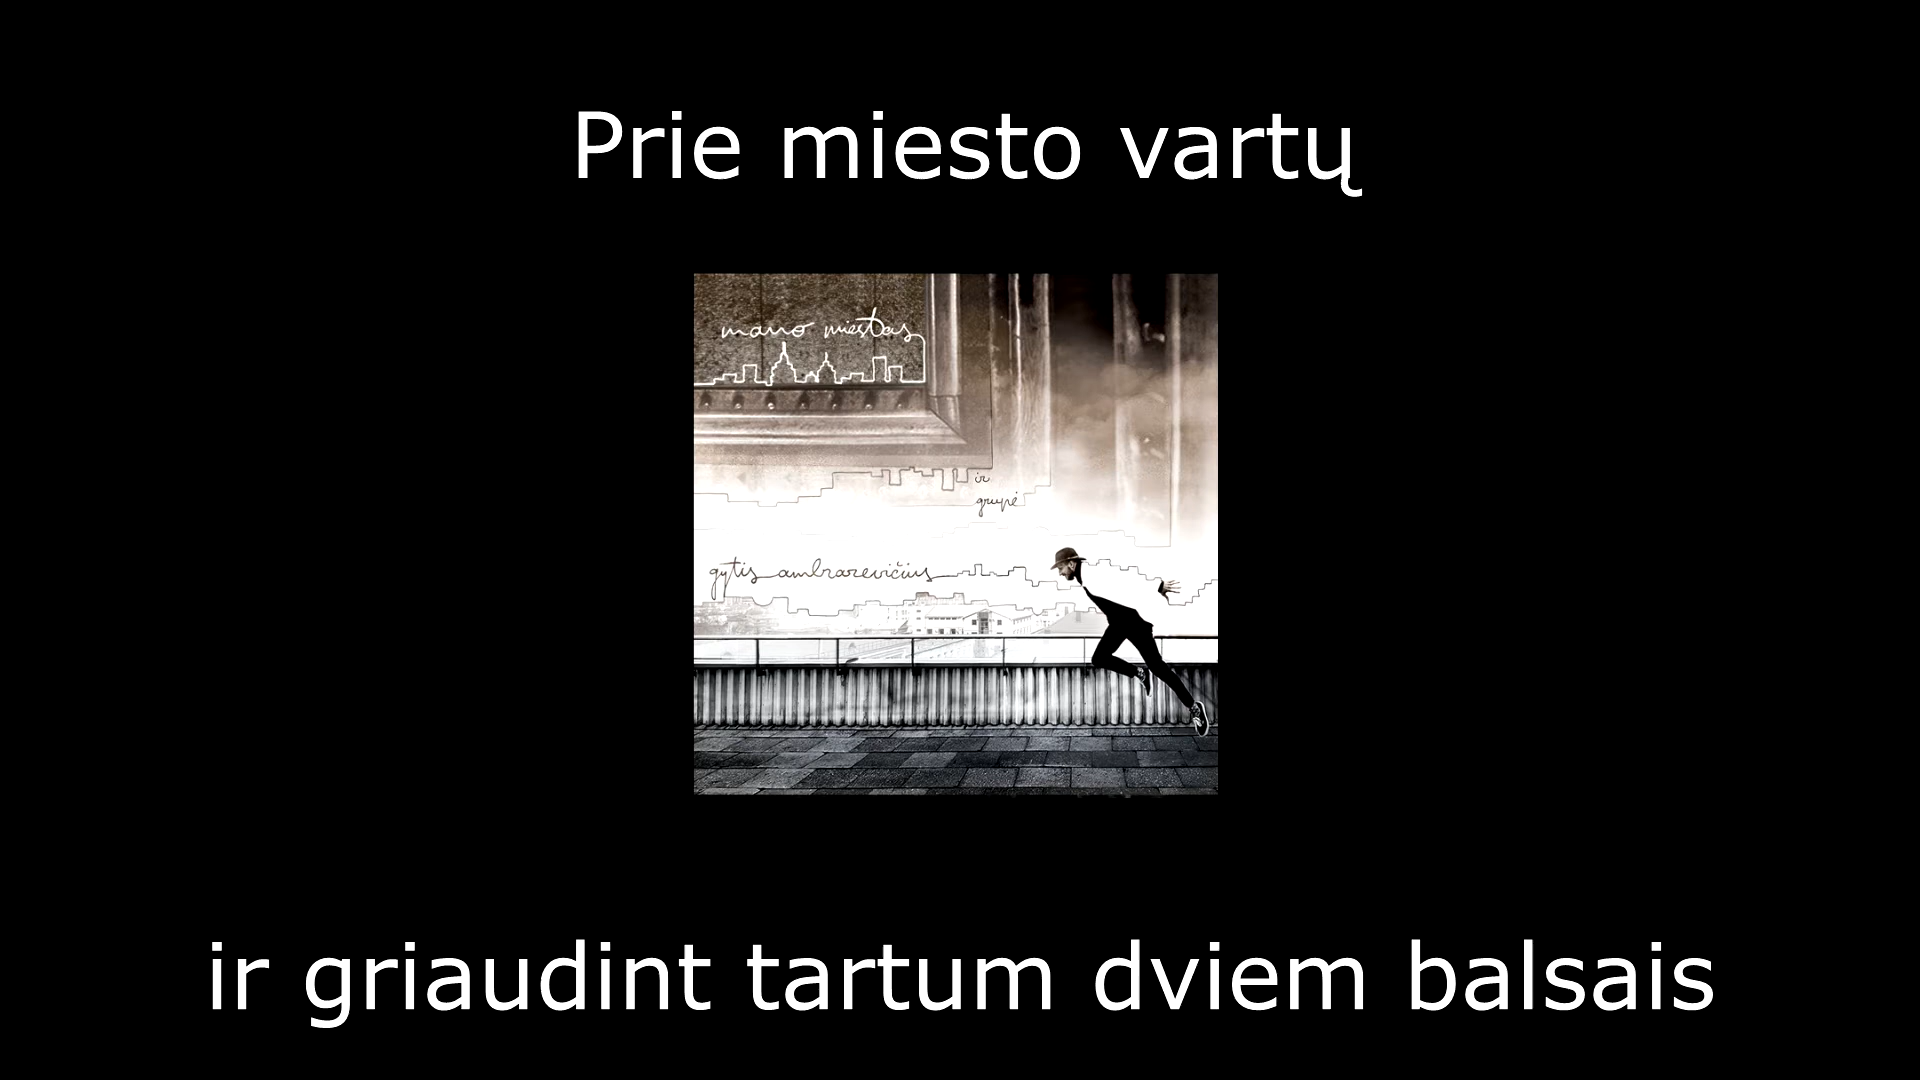 Prie miesto vartų
mano miestas
ir
grupė
gytis ambrazevičius
ir griaudint tartum dviem balsais